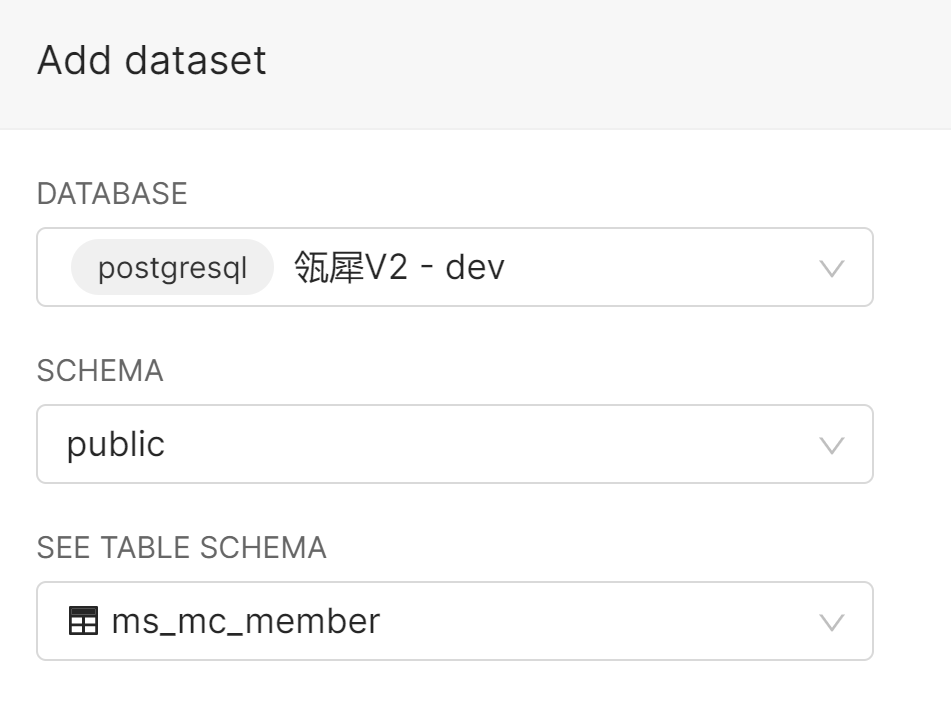 Add dataset
DATABASE
postgresql 瓴犀V2 - dev
SCHEMA
public
SEE TABLE SCHEMA
ms_mc_member